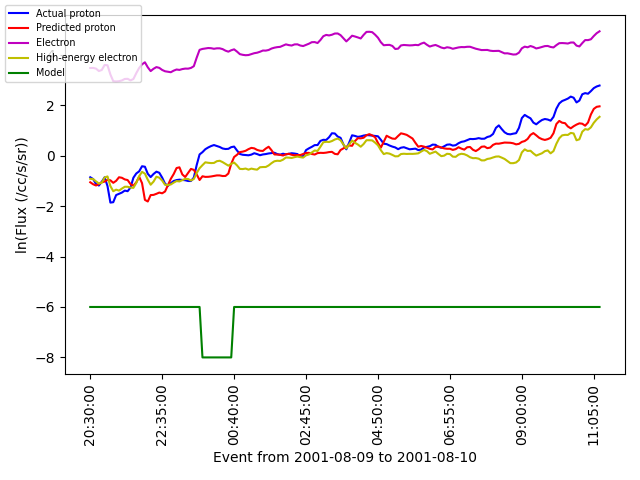 Actual proton
Predicted proton
Electron
High-energy electron
Model
2
0
−2
−4
−6
−8
ln(Flux (/cc/s/sr))
20:30:00
22:35:00
00:40:00
02:45:00
04:50:00
06:55:00
09:00:00
11:05:00
Event from 2001-08-09 to 2001-08-10